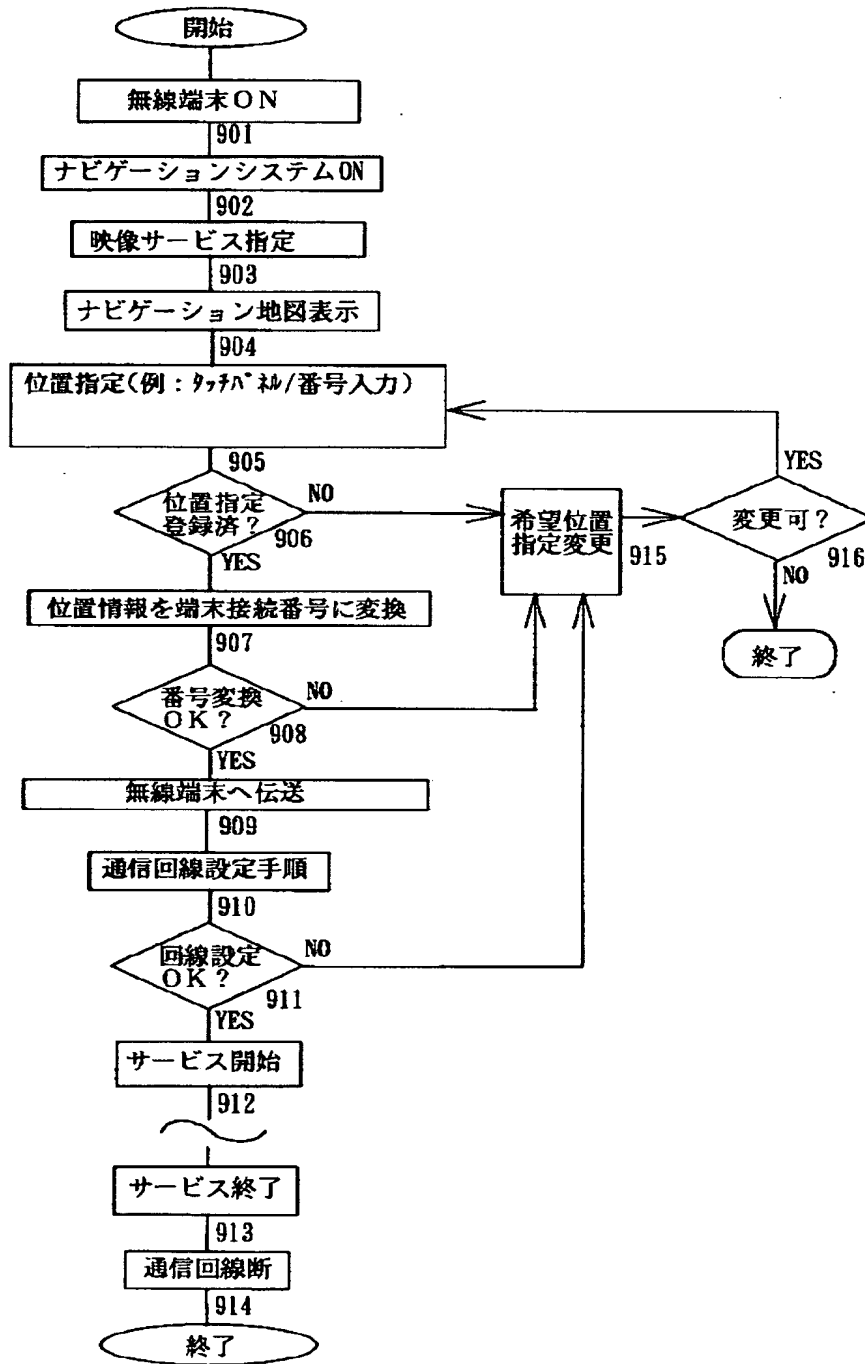 開始
無線端末ON
901
ナビゲーションシステムON
902
映像サービス指定
903
ナビゲーション地図表示
904
位置指定(例:ﾀｯﾁﾊﾟﾈﾙ/番号入力)
905
位置指定
登録済?
906
NO
YES
希望位置
指定変更
915
変更可?
916
YES
NO
終了
位置情報を端末接続番号に変換
907
番号変換
OK?
908
NO
YES
無線端末へ伝送
909
通信回線設定手順
910
回線設定
OK?
911
NO
YES
サービス開始
912
サービス終了
913
通信回線断
914
終了